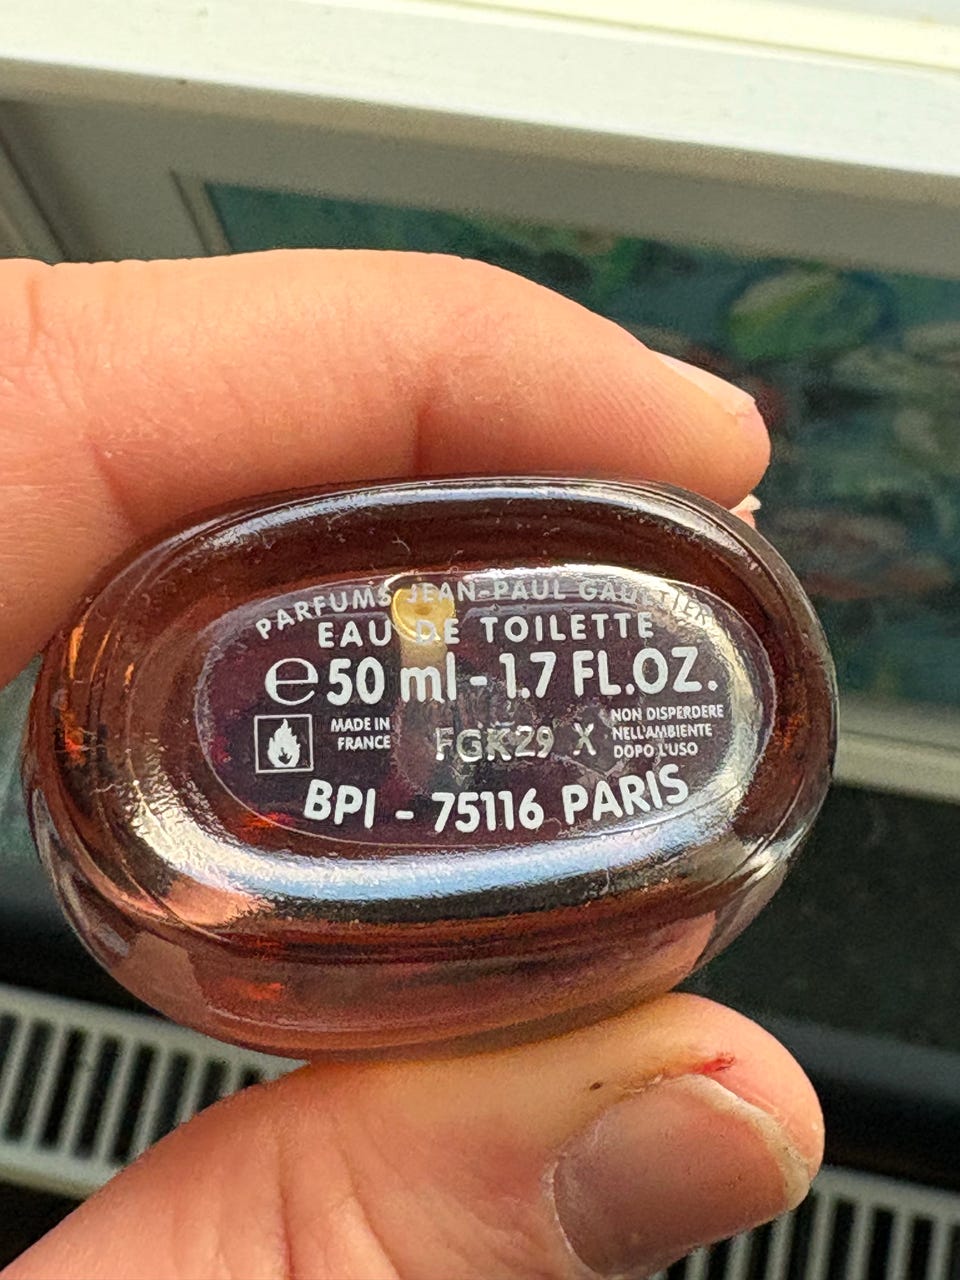 PARFUMS JEAN-PAUL GAULTIER
EAU DE TOILETTE
℮ 50 ml - 1.7 FL.OZ.
MADE IN
FRANCE
FGK29 X
NON DISPERDERE
NELL'AMBIENTE
DOPO L'USO
BPI - 75116 PARIS